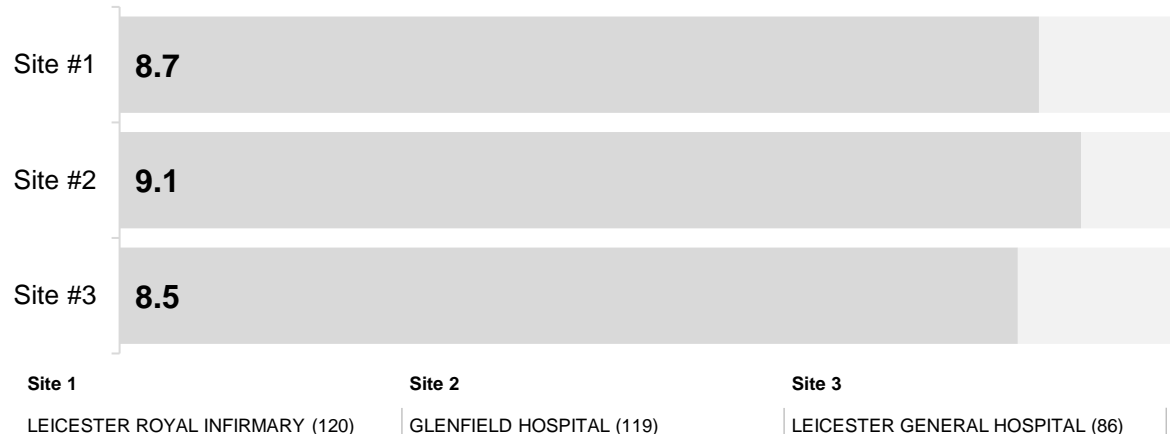 Site #1 8.7
Site #2 9.1
Site #3 8.5
Site 1 Site 2 Site 3
LEICESTER ROYAL INFIRMARY (120) GLENFIELD HOSPITAL (119) LEICESTER GENERAL HOSPITAL (86)